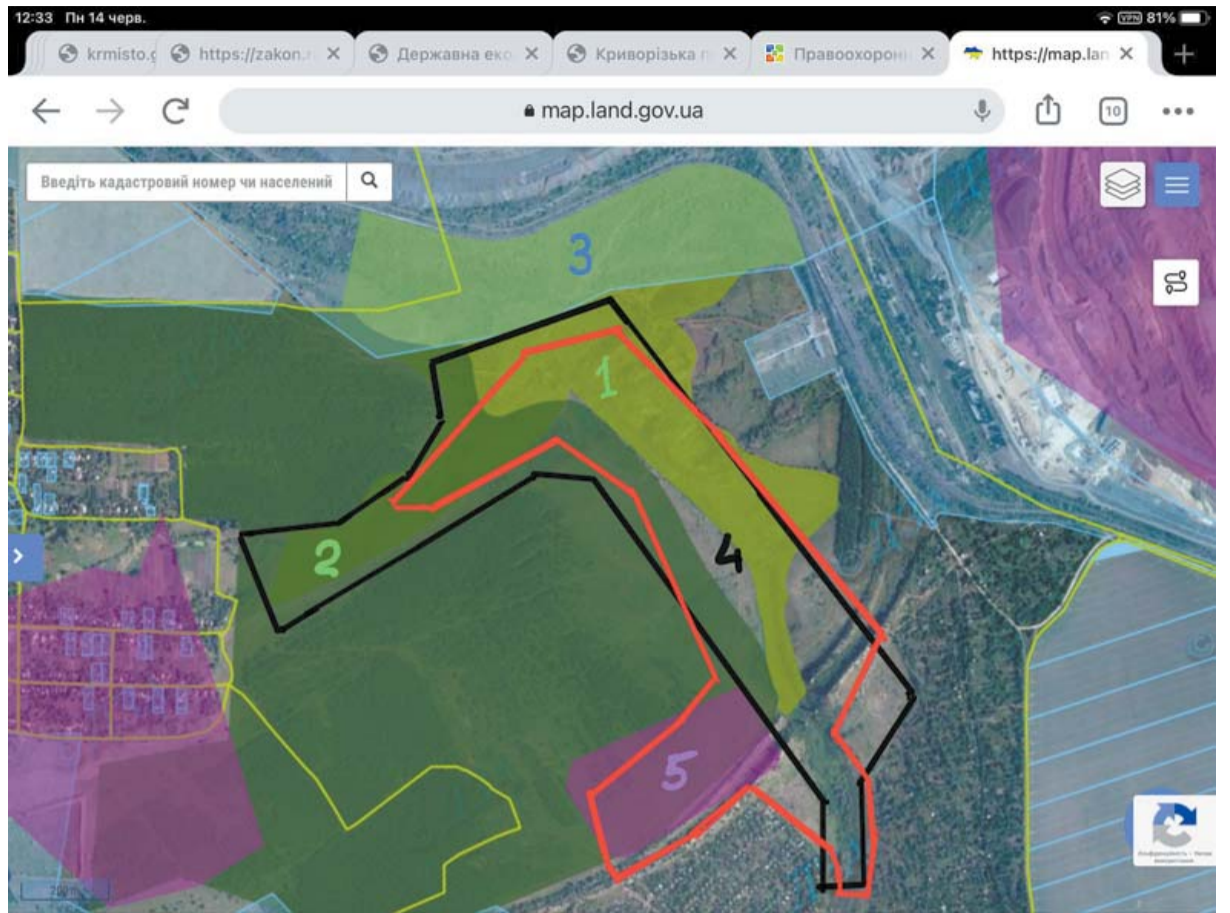 12:33 Пн 14 черв.
VPN 81%
krmisto.g
https://zakon.r
Державна еко
Криворізька п
Правоохорон
https://map.lan
map.land.gov.ua
10
Введіть кадастровий номер чи населений
3
1
2
4
5